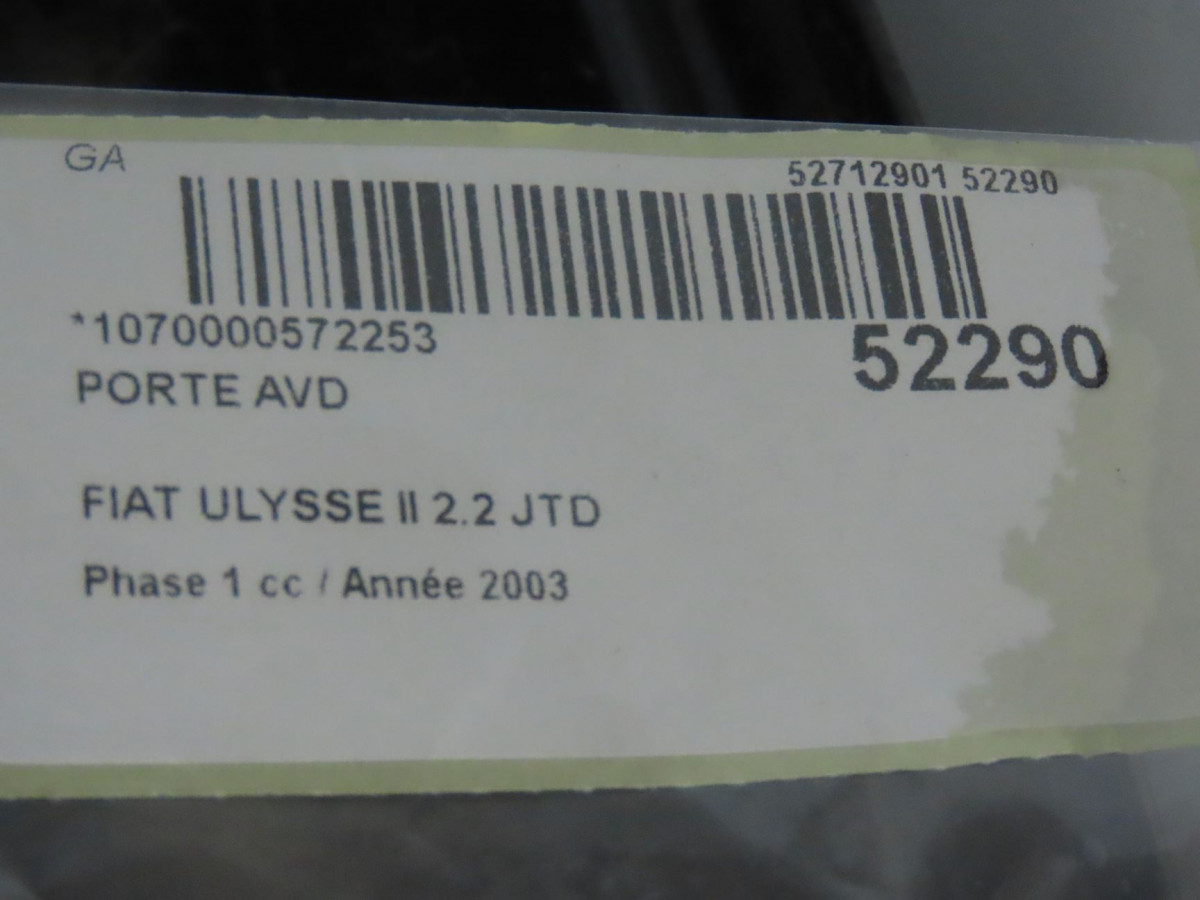 GA
52712901 52290
*1070000572253
52290
PORTE AVD
FIAT ULYSSE II 2.2 JTD
Phase 1 cc / Année 2003